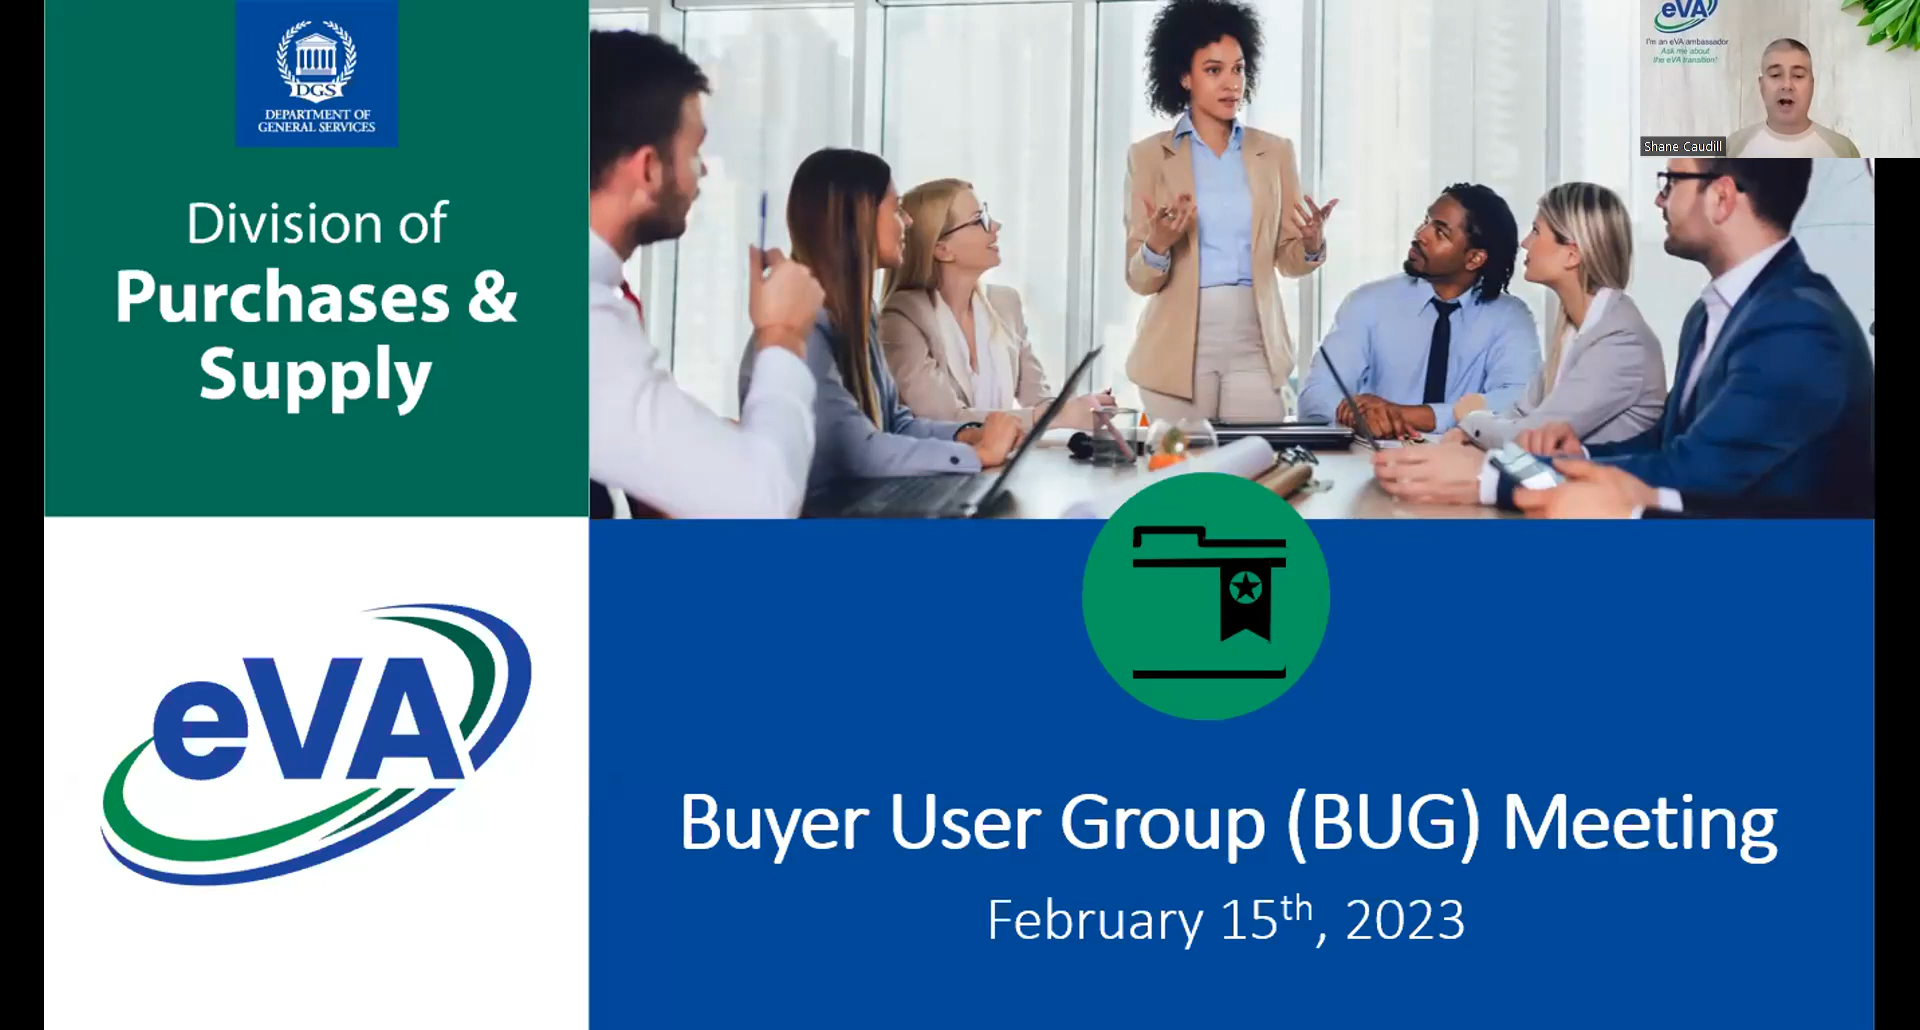 DGS
DEPARTMENT OF
GENERAL SERVICES
Division of
Purchases &
Supply
eVA
Buyer User Group (BUG) Meeting
February 15th, 2023
eVA
I'm an eVA ambassador
Ask me about
the eVA transition!
Shane Caudill